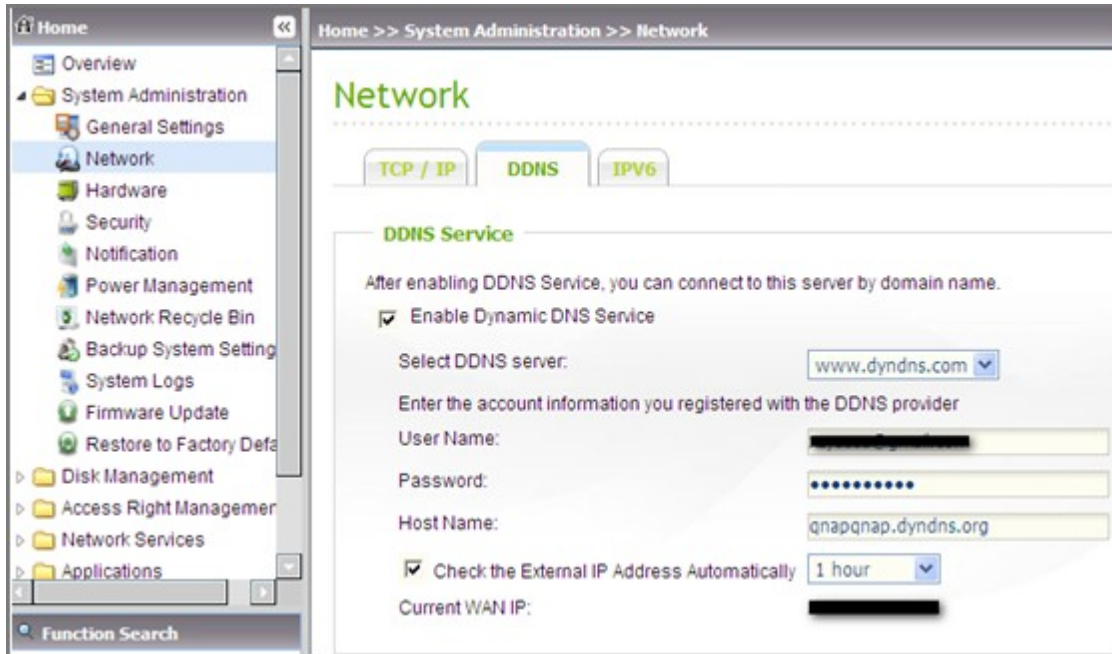 Home
Home >> System Administration >> Network
Overview
System Administration
General Settings
Network
Hardware
Security
Notification
Power Management
Network Recycle Bin
Backup System Setting
System Logs
Firmware Update
Restore to Factory Defa
Disk Management
Access Right Managemen
Network Services
Applications
Function Search
Network
TCP / IP
DDNS
IPV6
DDNS Service
After enabling DDNS Service, you can connect to this server by domain name.
Enable Dynamic DNS Service
Select DDNS server: www.dyndns.com
Enter the account information you registered with the DDNS provider
User Name:
Password: ••••••••••
Host Name: qnapqnap.dyndns.org
Check the External IP Address Automatically 1 hour
Current WAN IP: